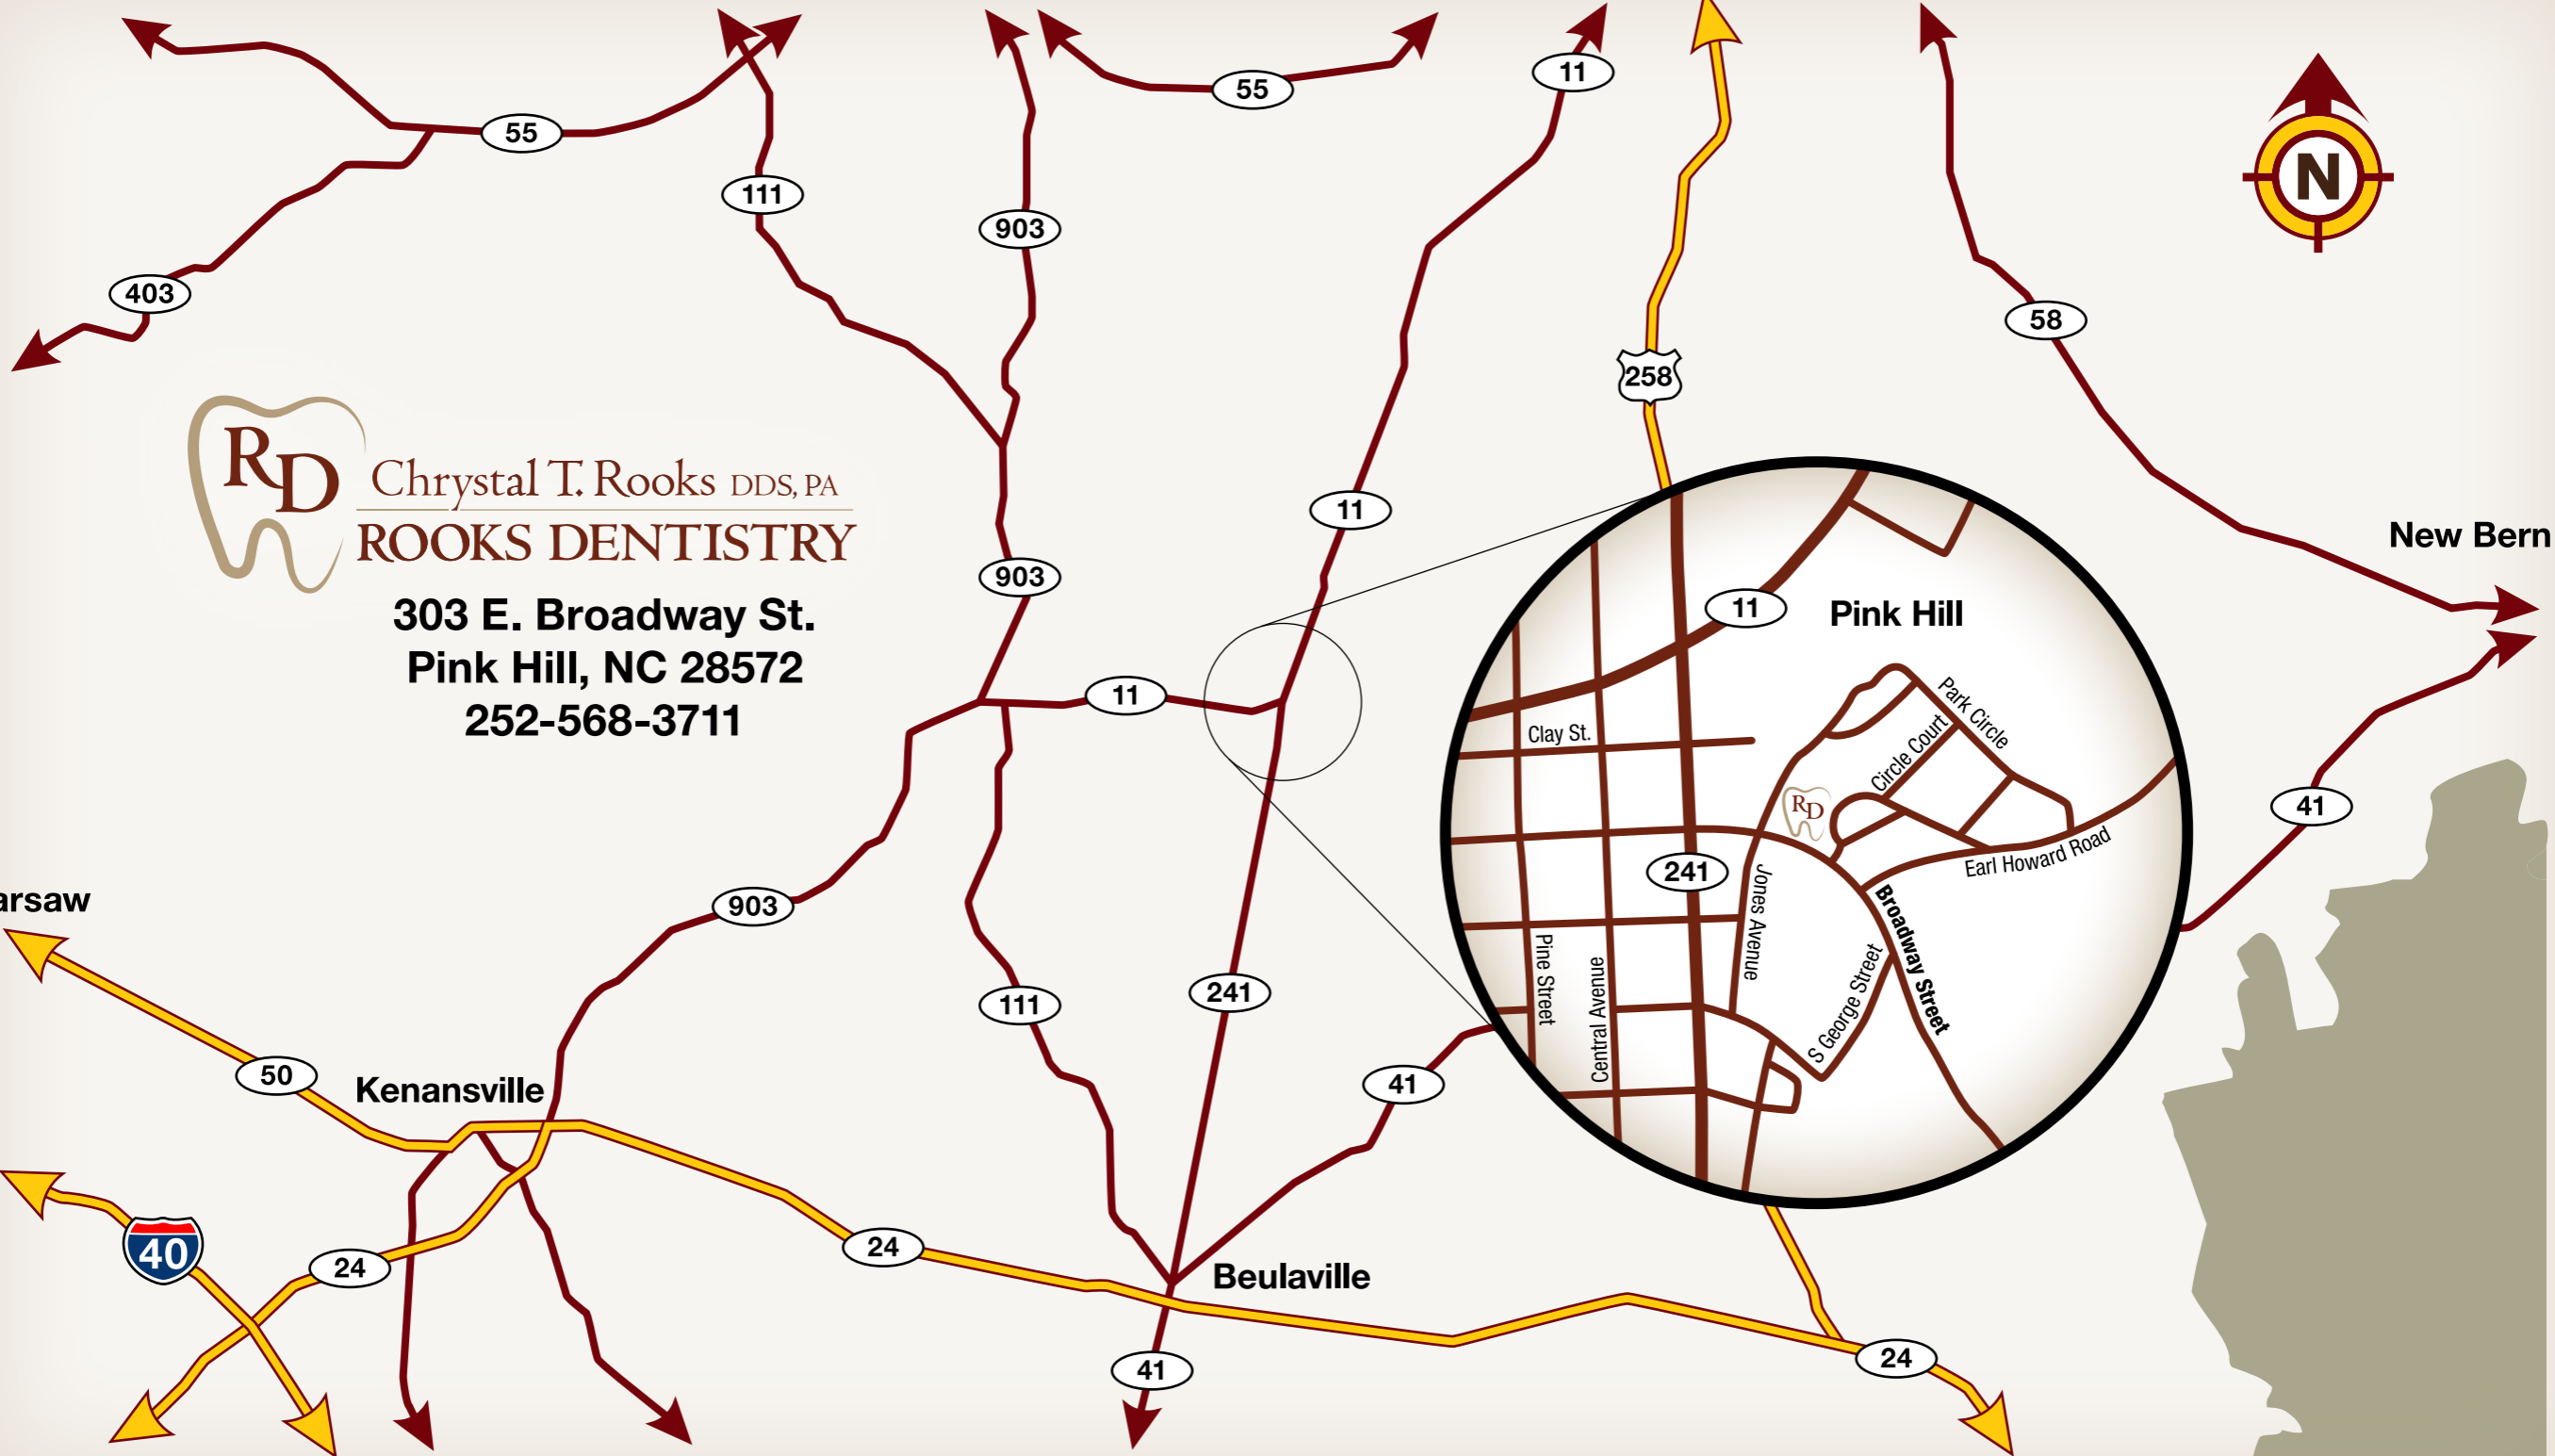 55
55
11
111
903
403
N
58
258
RD
Chrystal T. Rooks DDS, PA
ROOKS DENTISTRY
303 E. Broadway St.
Pink Hill, NC 28572
252-568-3711
11
903
New Bern
11
Pink Hill
11
Clay St.
Park Circle
Circle Court
RD
Earl Howard Road
241
Jones Avenue
Broadway Street
S George Street
Pine Street
Central Avenue
41
arsaw
903
111
241
50
Kenansville
41
40
24
24
Beulaville
41
24